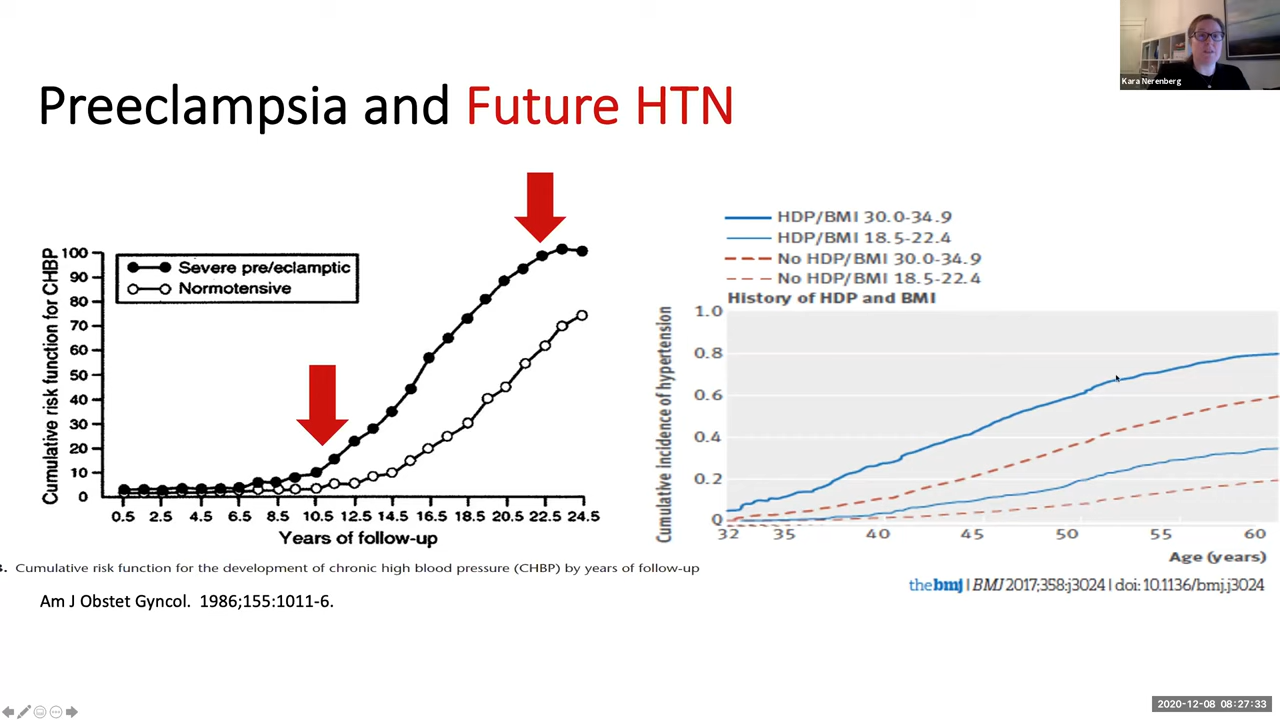 Kara Nerenberg
Preeclampsia and Future HTN
Cumulative risk function for CHBP
100
90
80
70
60
50
40
30
20
10
0
Severe pre/eclamptic
Normotensive
0.5 2.5 4.5 6.5 8.5 10.5 12.5 14.5 16.5 18.5 20.5 22.5 24.5
Years of follow-up
3. Cumulative risk function for the development of chronic high blood pressure (CHBP) by years of follow-up
Am J Obstet Gyncol. 1986;155:1011-6.
HDP/BMI 30.0-34.9
HDP/BMI 18.5-22.4
No HDP/BMI 30.0-34.9
No HDP/BMI 18.5-22.4
History of HDP and BMI
Cumulative incidence of hypertension
1.0
0.8
0.6
0.4
0.2
0
32 35 40 45 50 55 60
Age (years)
thebmj | BMJ 2017;358:j3024 | doi: 10.1136/bmj.j3024
2020-12-08 08:27:33